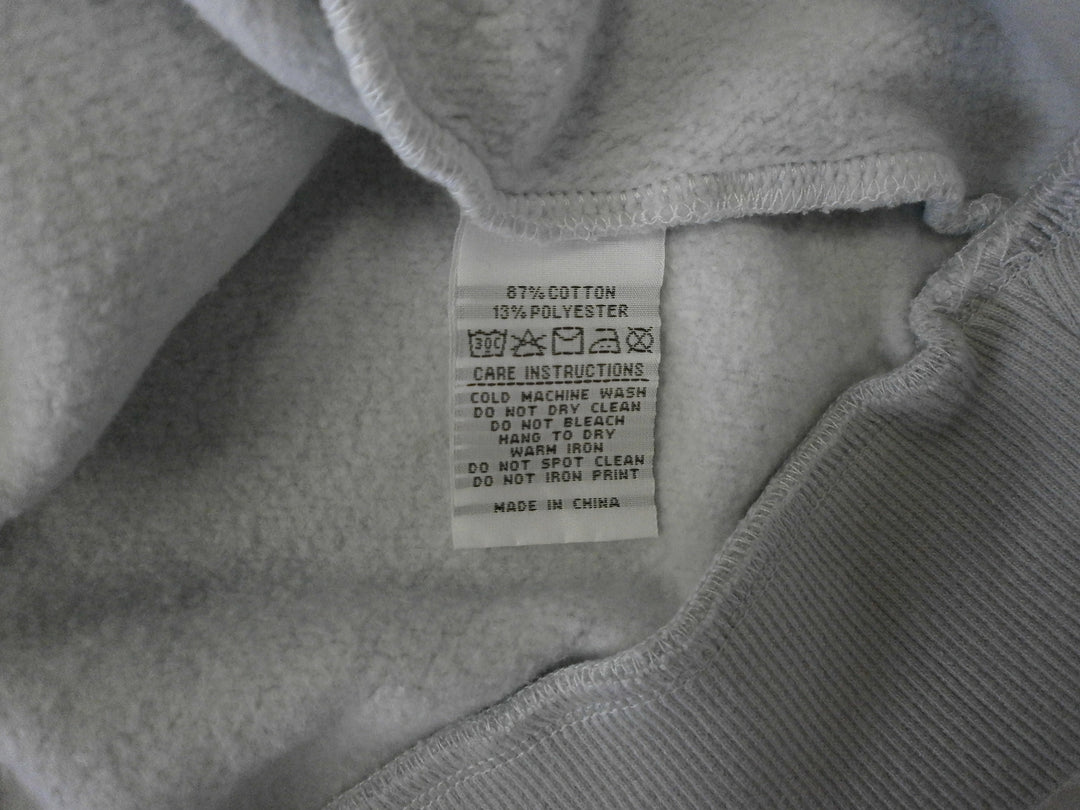 87% COTTON
13% POLYESTER
30C
CARE INSTRUCTIONS
COLD MACHINE WASH
DO NOT DRY CLEAN
DO NOT BLEACH
HANG TO DRY
WARM IRON
DO NOT SPOT CLEAN
DO NOT IRON PRINT
MADE IN CHINA